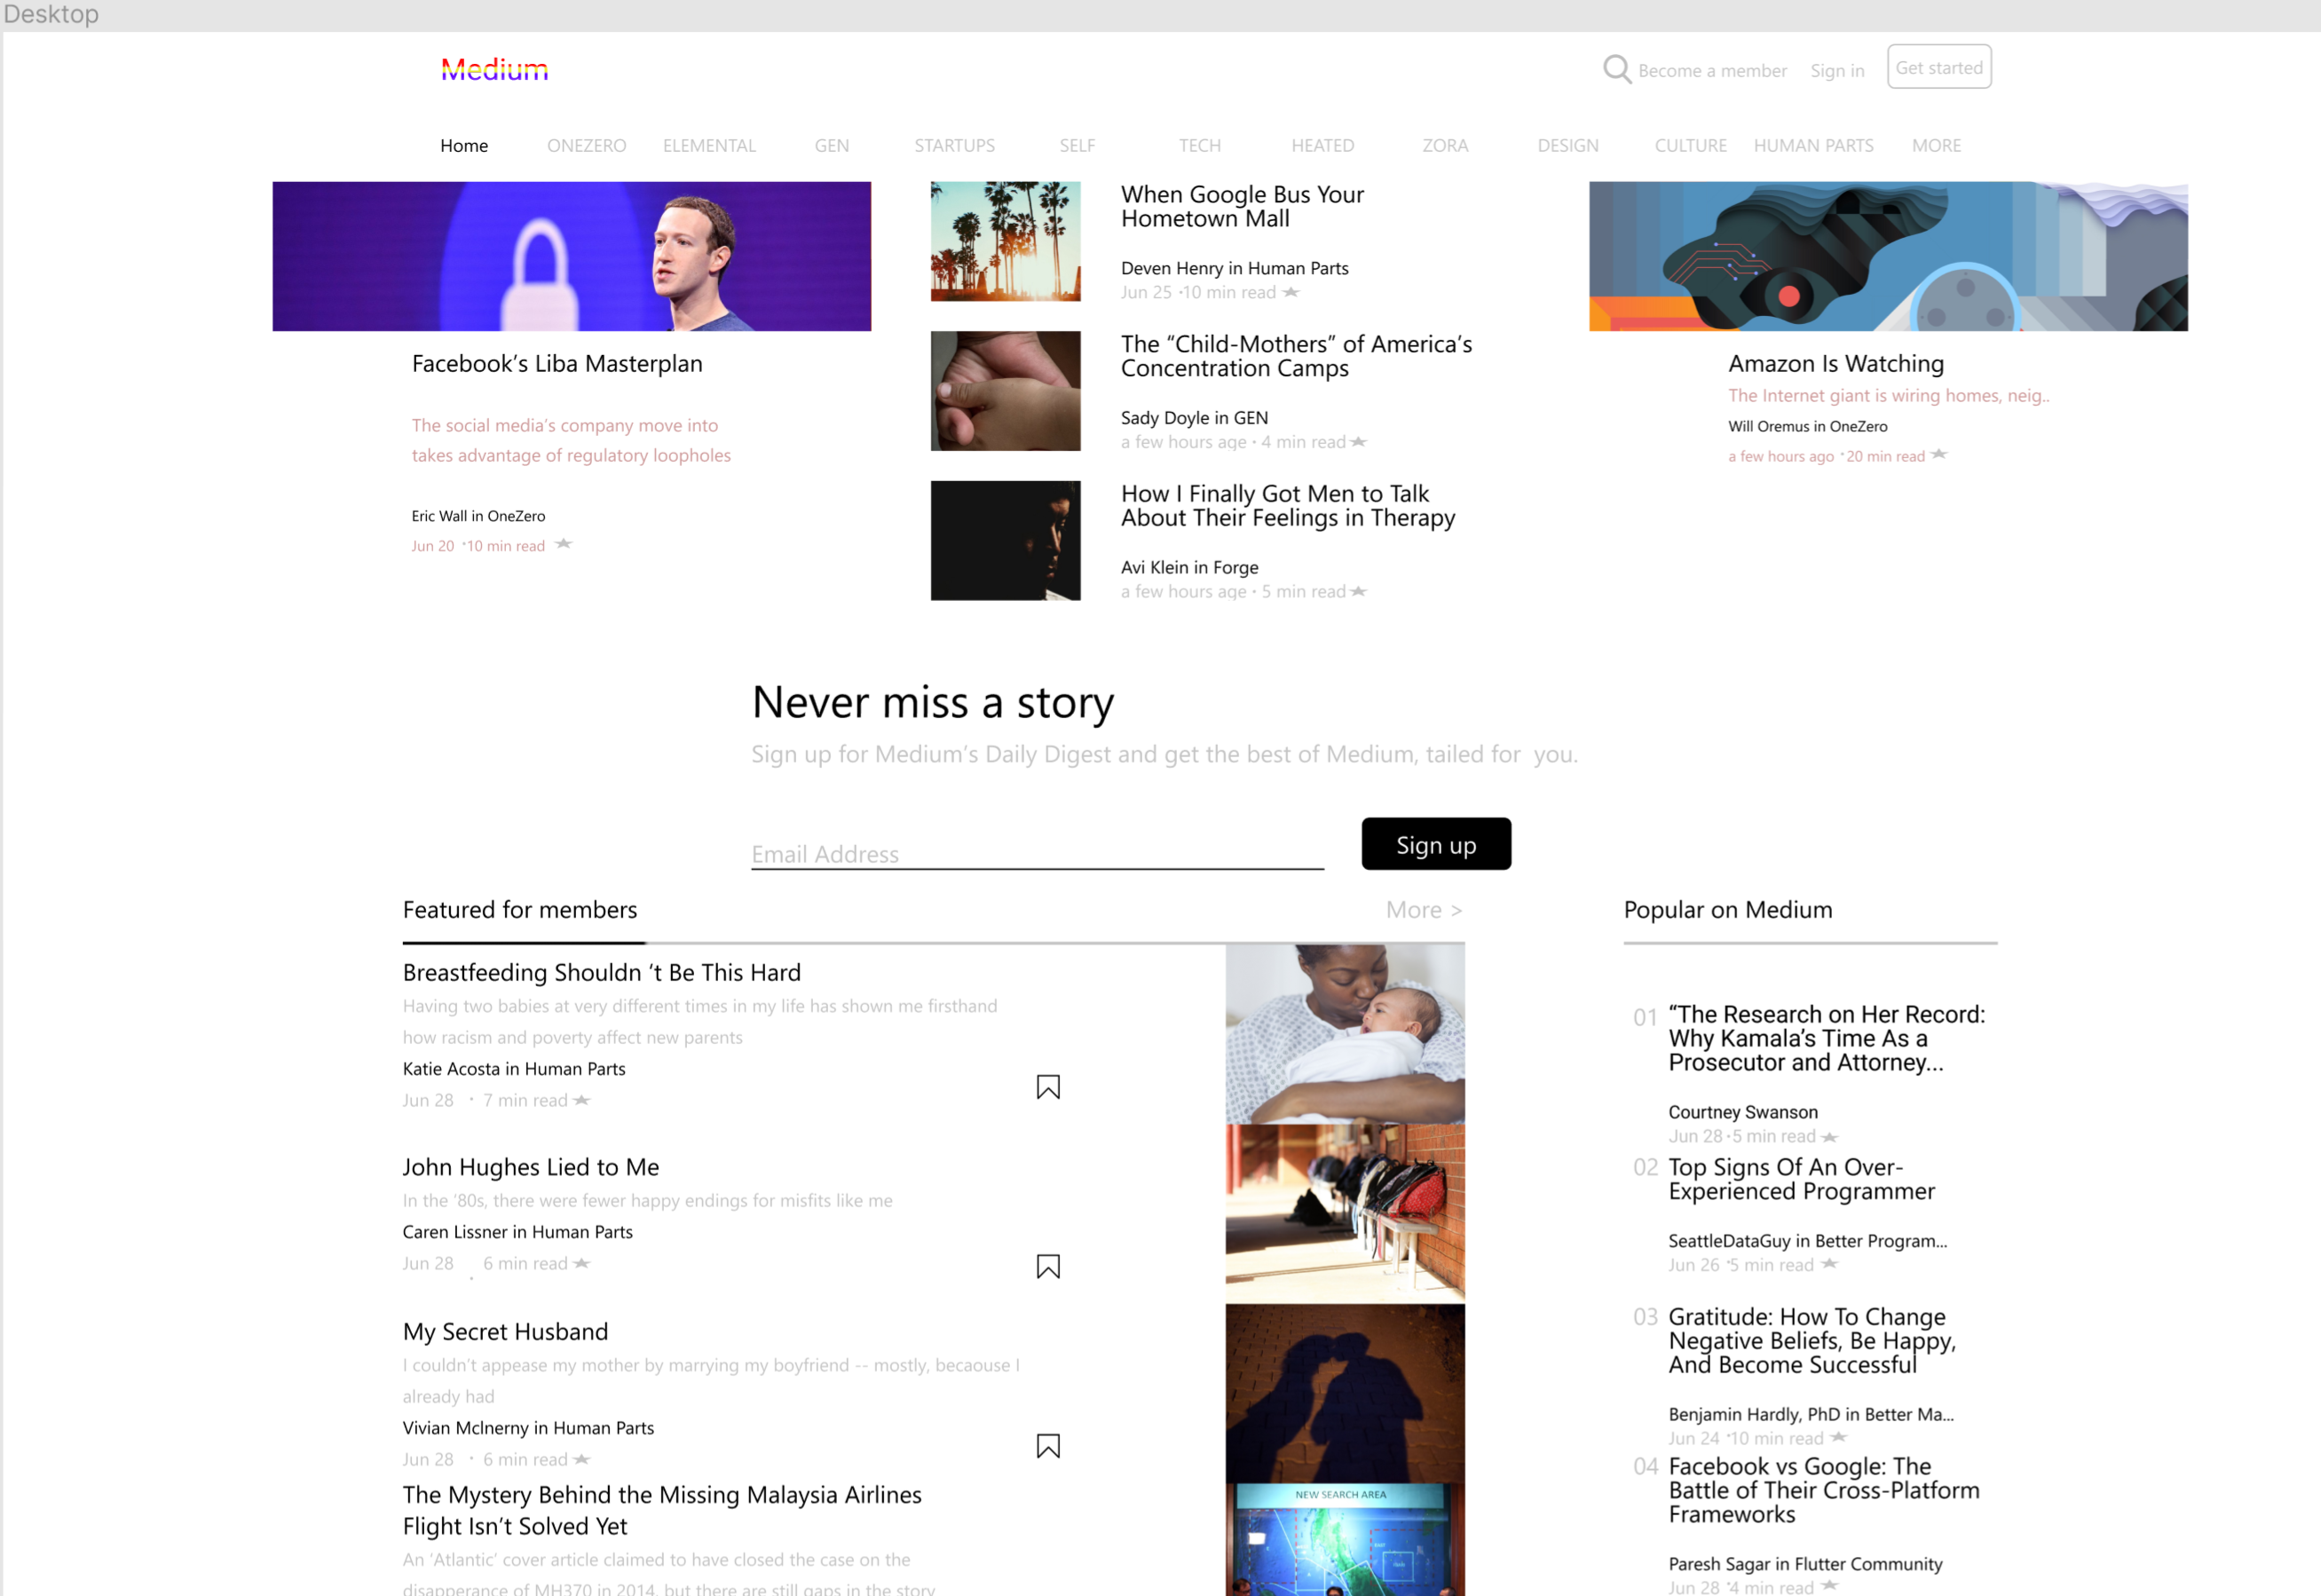 Desktop
Medium
Become a member
Sign in
Get started
Home
ONEZERO
ELEMENTAL
GEN
STARTUPS
SELF
TECH
HEATED
ZORA
DESIGN
CULTURE
HUMAN PARTS
MORE
Facebook’s Liba Masterplan
The social media’s company move into
takes advantage of regulatory loopholes
Eric Wall in OneZero
Jun 20 ·10 min read
When Google Bus Your
Hometown Mall
Deven Henry in Human Parts
Jun 25 ·10 min read
The “Child-Mothers” of America’s
Concentration Camps
Sady Doyle in GEN
a few hours age · 4 min read
How I Finally Got Men to Talk
About Their Feelings in Therapy
Avi Klein in Forge
a few hours age · 5 min read
Amazon Is Watching
The Internet giant is wiring homes, neig..
Will Oremus in OneZero
a few hours ago ·20 min read
Never miss a story
Sign up for Medium’s Daily Digest and get the best of Medium, tailed for  you.
Email Address
Sign up
Featured for members
More >
Breastfeeding Shouldn ‘t Be This Hard
Having two babies at very different times in my life has shown me firsthand
how racism and poverty affect new parents
Katie Acosta in Human Parts
Jun 28 · 7 min read
John Hughes Lied to Me
In the ‘80s, there were fewer happy endings for misfits like me
Caren Lissner in Human Parts
Jun 28 . 6 min read
My Secret Husband
I couldn’t appease my mother by marrying my boyfriend -- mostly, becaouse I
already had
Vivian Mclnerny in Human Parts
Jun 28 · 6 min read
The Mystery Behind the Missing Malaysia Airlines
Flight Isn’t Solved Yet
An ‘Atlantic’ cover article claimed to have closed the case on the
disapperance of MH370 in 2014, but there are still gaps in the story
NEW SEARCH AREA
Popular on Medium
01
“The Research on Her Record:
Why Kamala’s Time As a
Prosecutor and Attorney...
Courtney Swanson
Jun 28·5 min read
02
Top Signs Of An Over-
Experienced Programmer
SeattleDataGuy in Better Program...
Jun 26 ·5 min read
03
Gratitude: How To Change
Negative Beliefs, Be Happy,
And Become Successful
Benjamin Hardly, PhD in Better Ma...
Jun 24 ·10 min read
04
Facebook vs Google: The
Battle of Their Cross-Platform
Frameworks
Paresh Sagar in Flutter Community
Jun 28 ·4 min read